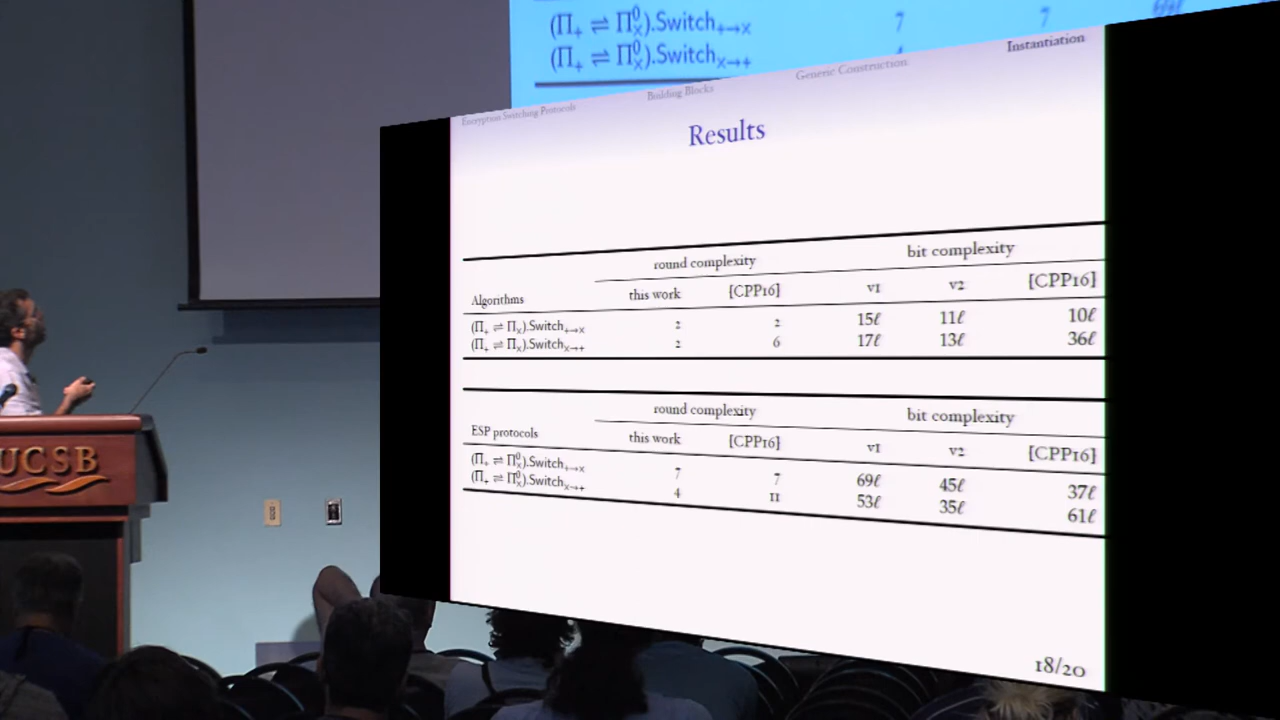 (Π₊ ⇌ Π⁰ₓ).Switch₊→ₓ 7 7
(Π₊ ⇌ Π⁰ₓ).Switchₓ→₊
Encryption Switching Protocols Building Blocks Generic Construction Instantiation
Results
round complexity bit complexity
Algorithms this work [CPP16] v1 v2 [CPP16]
(Π₊ ⇌ Πₓ).Switch₊→ₓ 2 2 15ℓ 11ℓ 10ℓ
(Π₊ ⇌ Πₓ).Switchₓ→₊ 2 6 17ℓ 13ℓ 36ℓ
round complexity bit complexity
ESP protocols this work [CPP16] v1 v2 [CPP16]
(Π₊ ⇌ Π⁰ₓ).Switch₊→ₓ 7 7 69ℓ 45ℓ 37ℓ
(Π₊ ⇌ Π⁰ₓ).Switchₓ→₊ 4 11 53ℓ 35ℓ 61ℓ
18/20
UCSB